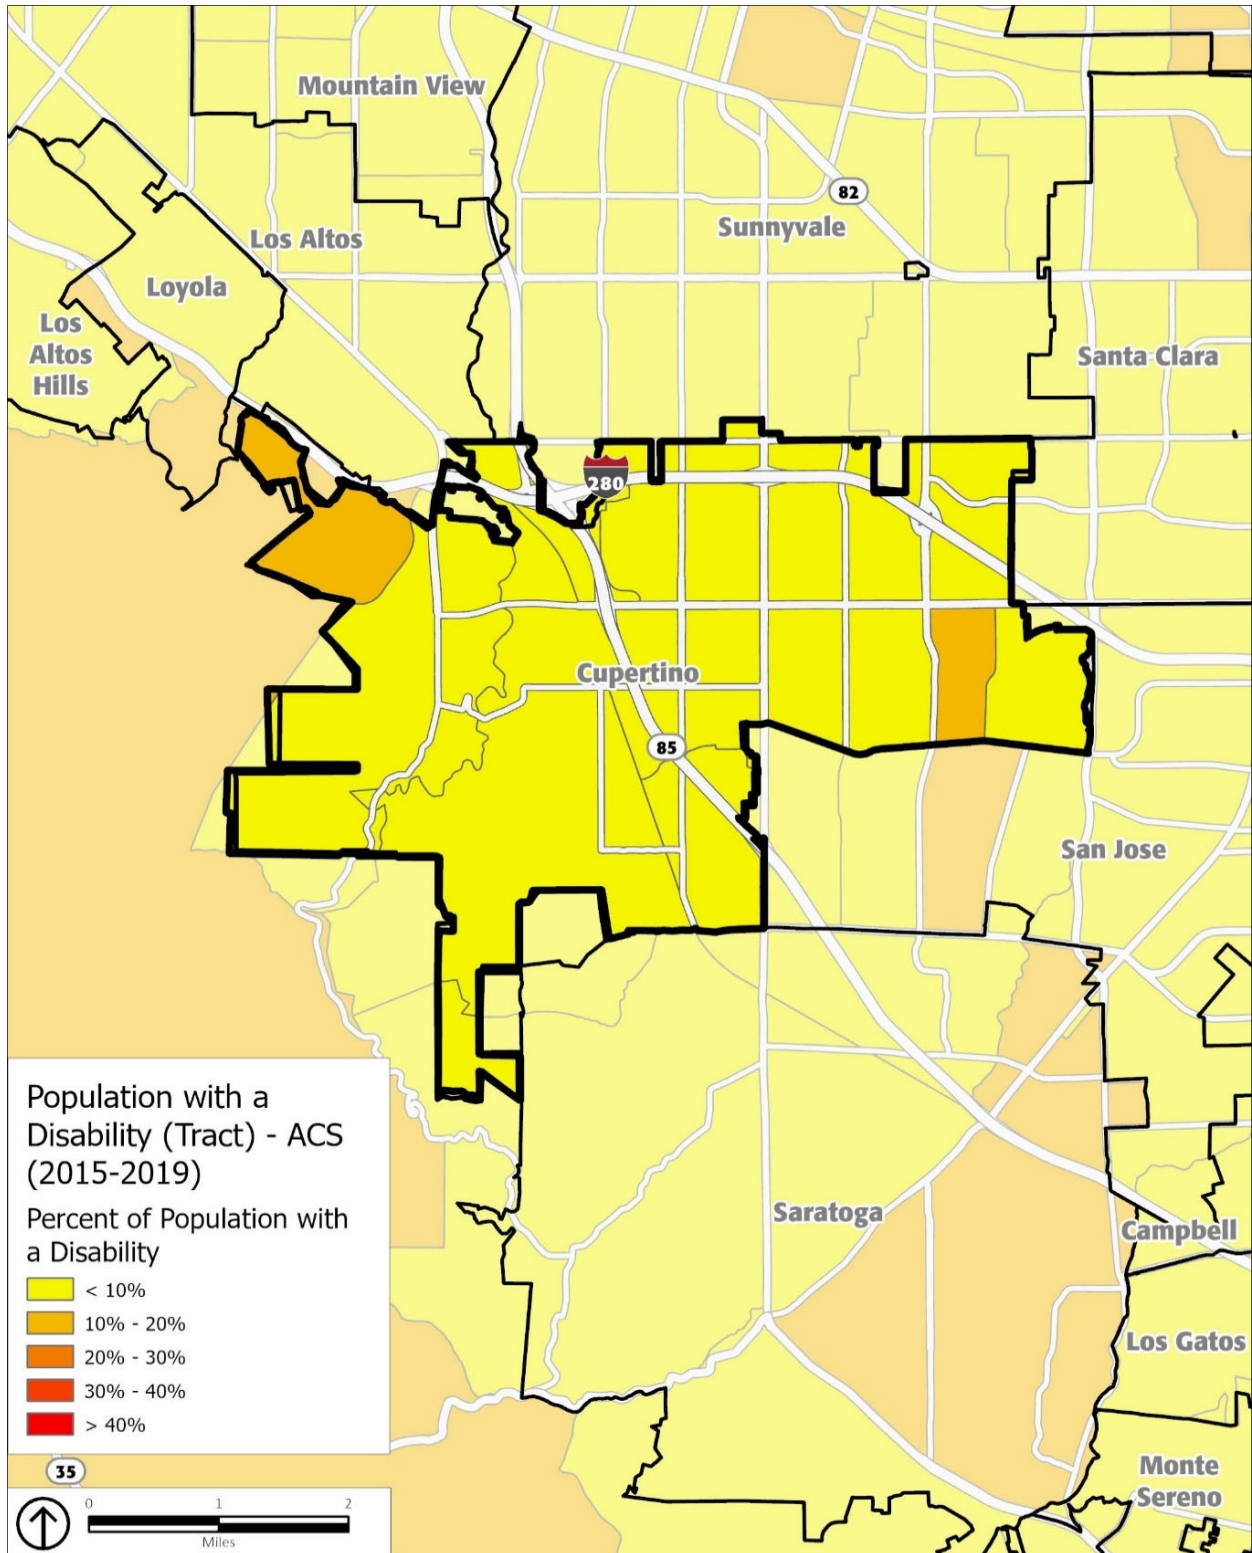 Mountain View
82
Sunnyvale
Los Altos
Loyola
Los
Altos
Hills
Santa Clara
280
Cupertino
85
San Jose
Population with a
Disability (Tract) - ACS
(2015-2019)
Percent of Population with
a Disability
< 10%
10% - 20%
20% - 30%
30% - 40%
> 40%
Saratoga
Campbell
Los Gatos
Monte
Sereno
35
0 1 2
Miles